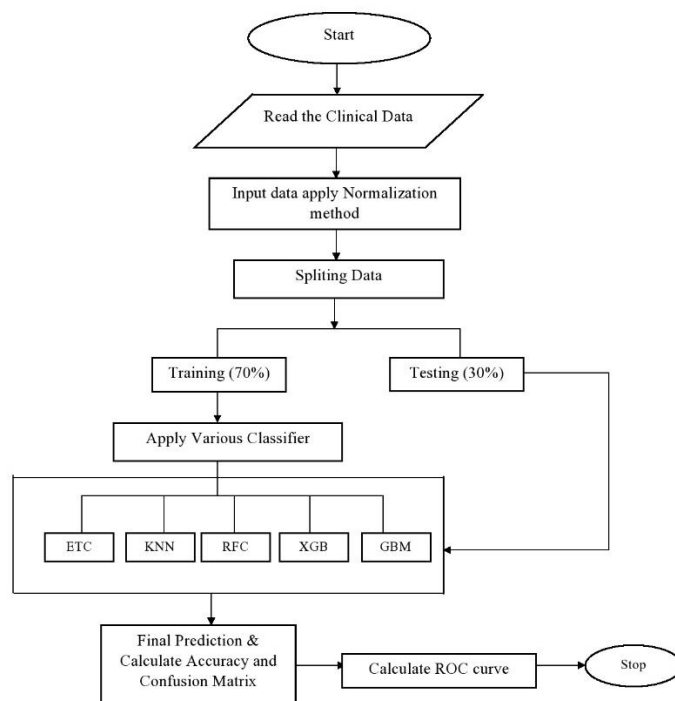 Start
Read the Clinical Data
Input data apply Normalization
method
Spliting Data
Training (70%)
Testing (30%)
Apply Various Classifier
ETC
KNN
RFC
XGB
GBM
Final Prediction &
Calculate Accuracy and
Confusion Matrix
Calculate ROC curve
Stop